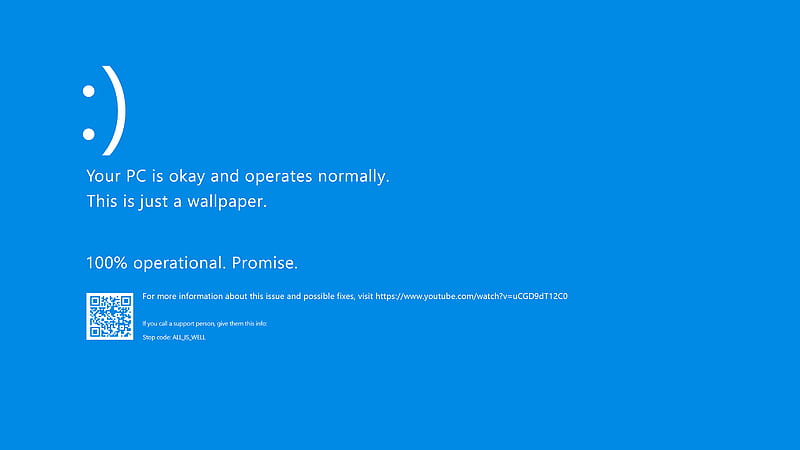 :)
Your PC is okay and operates normally.
This is just a wallpaper.
100% operational. Promise.
For more information about this issue and possible fixes, visit https://www.youtube.com/watch?v=uCGD9dT12C0
If you call a support person, give them this info:
Stop code: ALL_IS_WELL